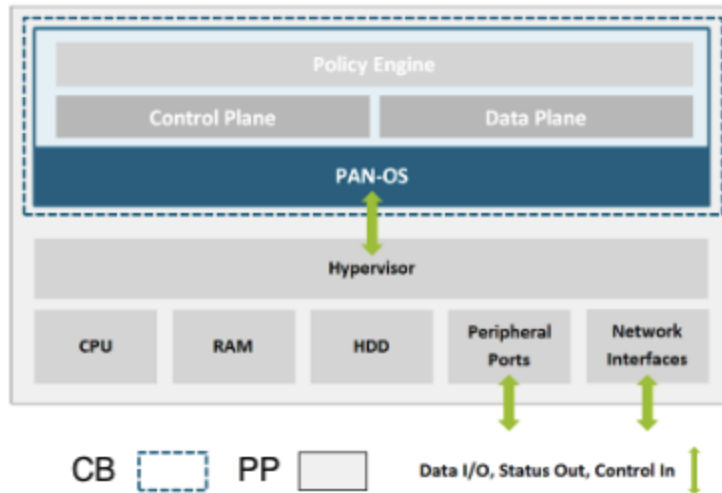 Policy Engine
Control Plane
Data Plane
PAN-OS
Hypervisor
CPU
RAM
HDD
Peripheral
Ports
Network
Interfaces
CB
PP
Data I/O, Status Out, Control In